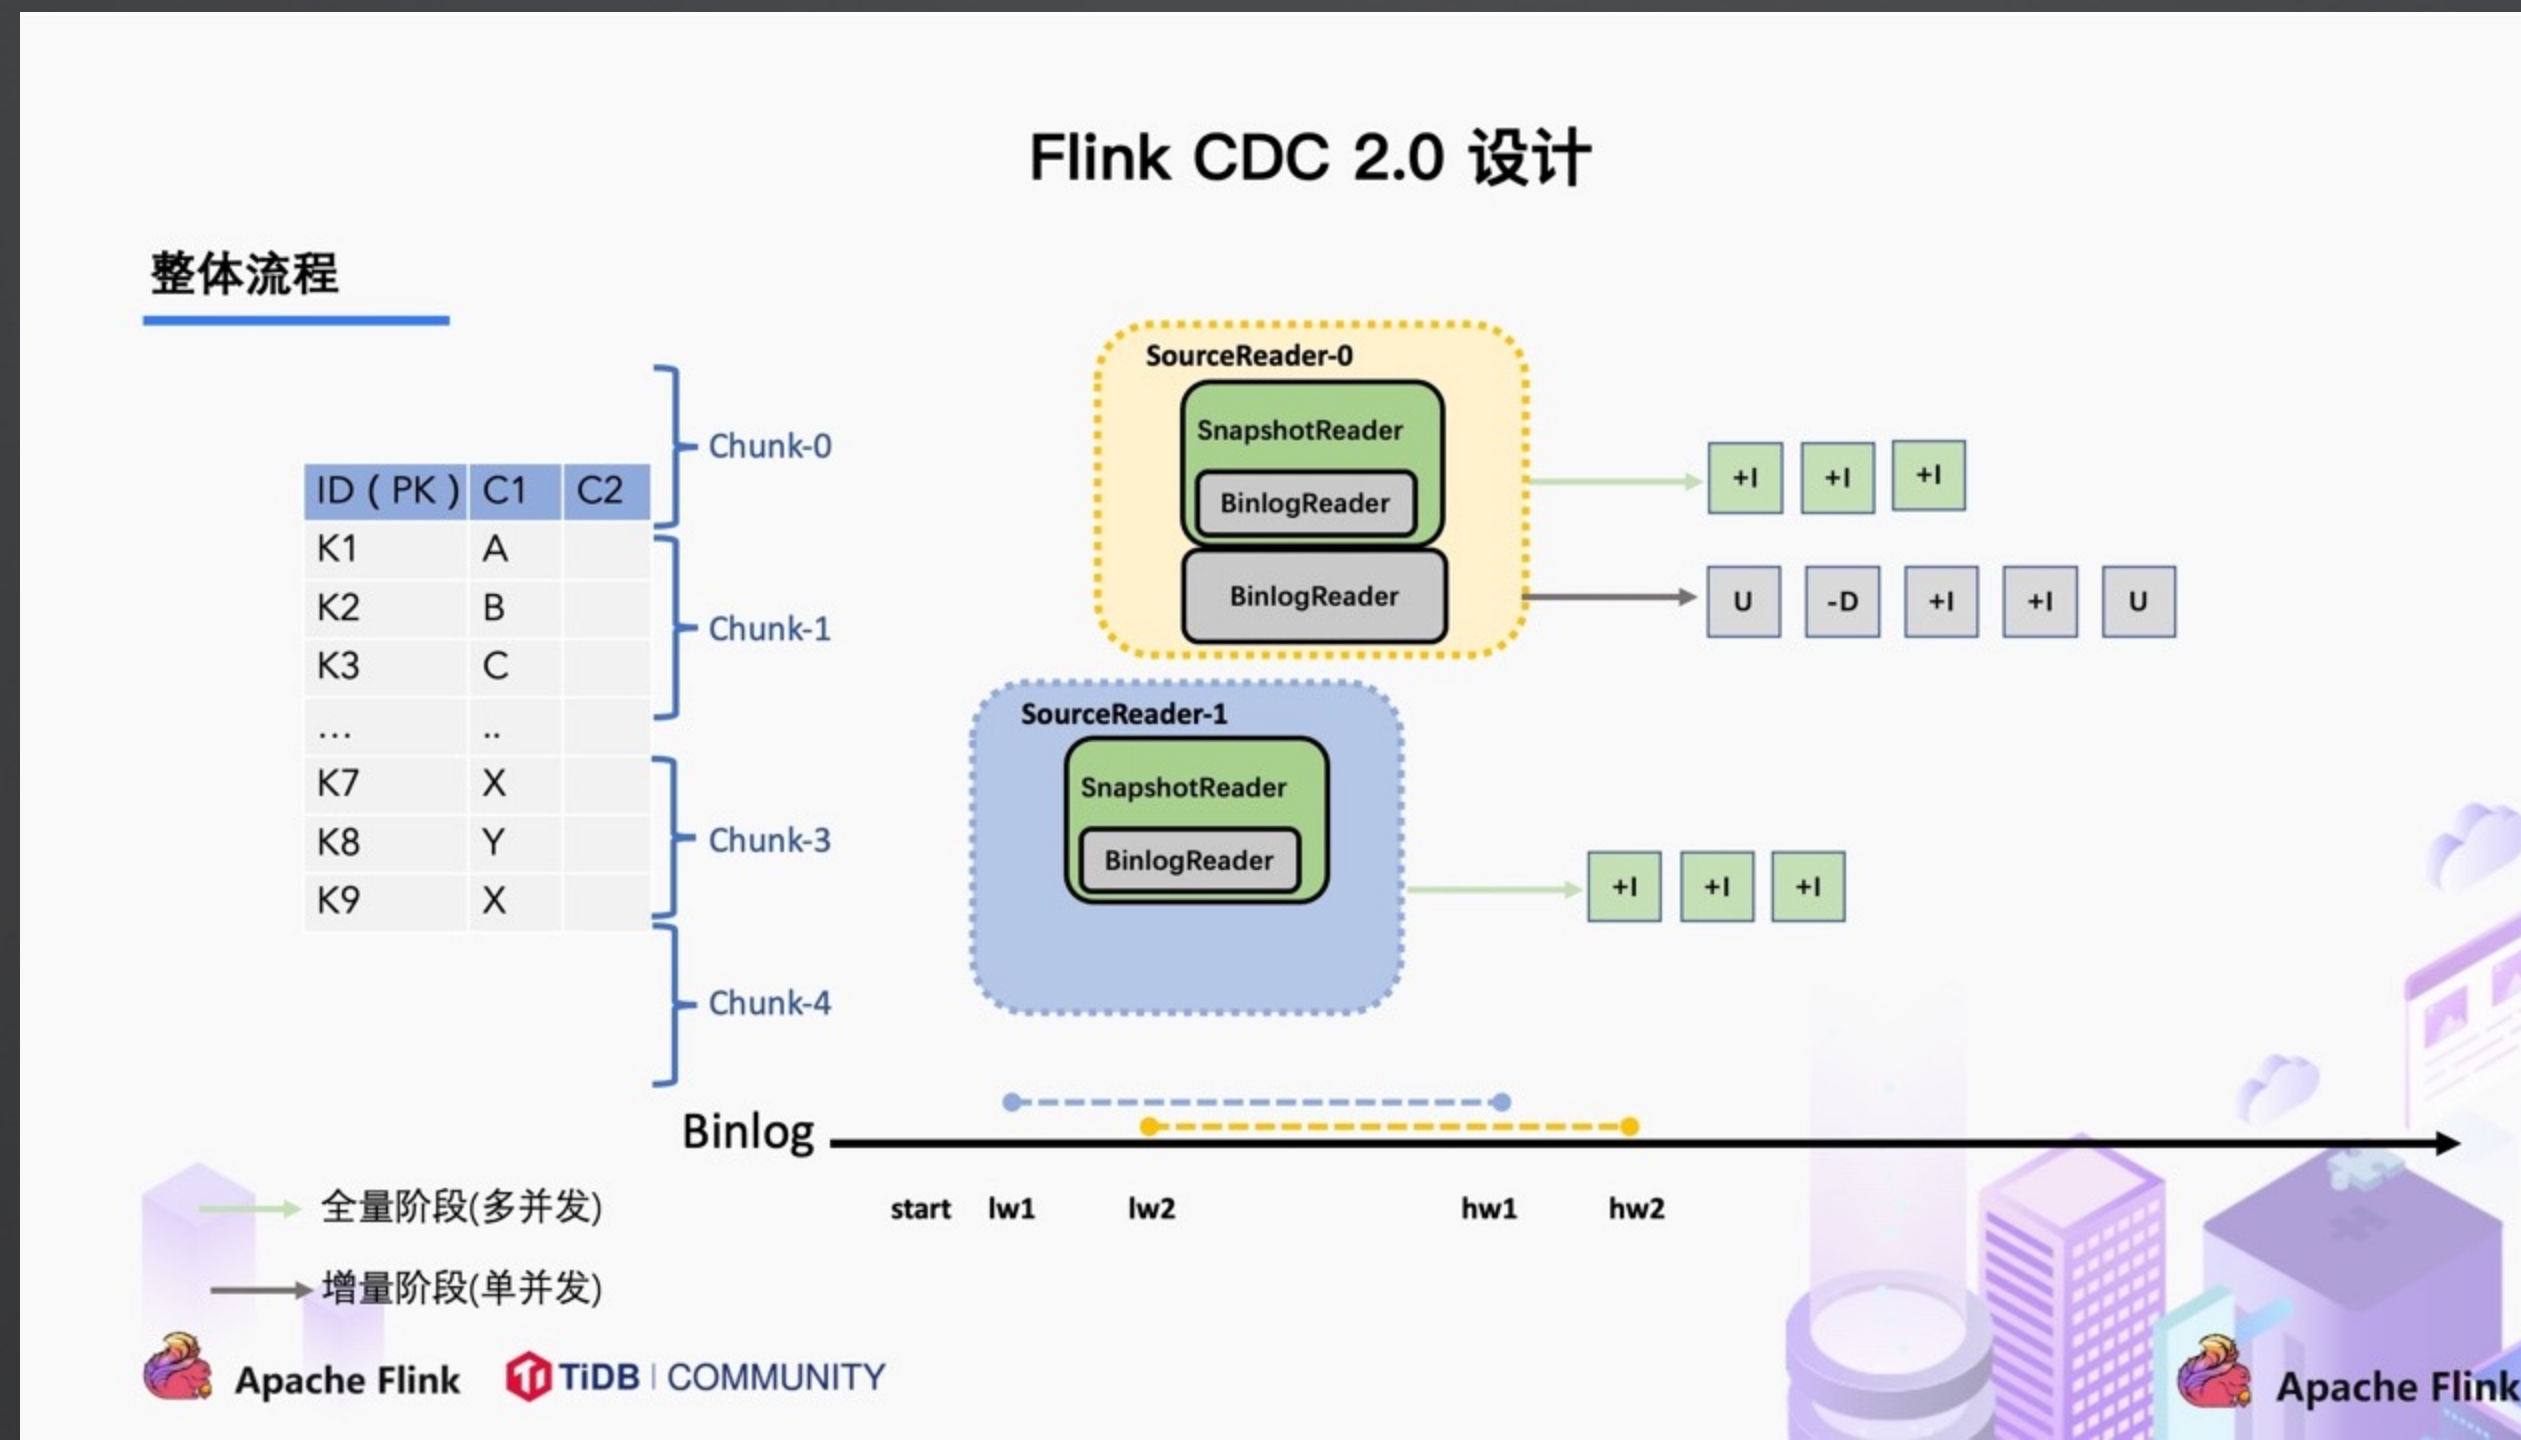 Flink CDC 2.0 设计
整体流程
ID ( PK ) C1 C2
K1 A
K2 B
K3 C
... ..
K7 X
K8 Y
K9 X
Chunk-0
Chunk-1
Chunk-3
Chunk-4
SourceReader-0
SnapshotReader
BinlogReader
BinlogReader
+I +I +I
U -D +I +I U
SourceReader-1
SnapshotReader
BinlogReader
+I +I +I
Binlog
start lw1 lw2 hw1 hw2
全量阶段(多并发)
增量阶段(单并发)
Apache Flink
TiDB | COMMUNITY
Apache Flink